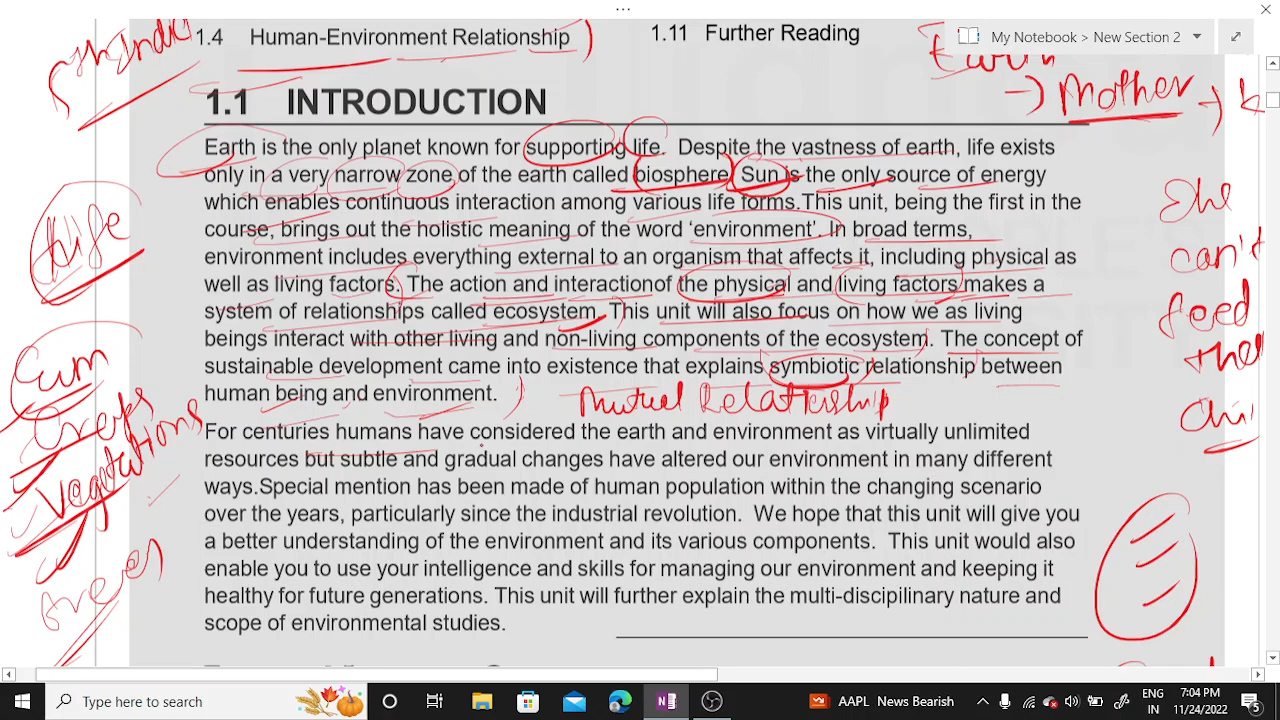 1.4 Human-Environment Relationship )
1.11 Further Reading
My Notebook > New Section 2
Earth
→ Mother →
1.1 INTRODUCTION
Earth is the only planet known for supporting life. Despite the vastness of earth, life exists
only in a very narrow zone of the earth called biosphere. Sun is the only source of energy
which enables continuous interaction among various life forms.This unit, being the first in the
course, brings out the holistic meaning of the word ‘environment’. In broad terms,
environment includes everything external to an organism that affects it, including physical as
well as living factors. The action and interactionof the physical and living factors makes a
system of relationships called ecosystem. This unit will also focus on how we as living
beings interact with other living and non-living components of the ecosystem. The concept of
sustainable development came into existence that explains symbiotic relationship between
human being and environment.
Mutual Relationship
For centuries humans have considered the earth and environment as virtually unlimited
resources but subtle and gradual changes have altered our environment in many different
ways.Special mention has been made of human population within the changing scenario
over the years, particularly since the industrial revolution. We hope that this unit will give you
a better understanding of the environment and its various components. This unit would also
enable you to use your intelligence and skills for managing our environment and keeping it
healthy for future generations. This unit will further explain the multi-disciplinary nature and
scope of environmental studies.
Life
Vegetations
She
can't
feed
Type here to search
AAPL News Bearish
ENG
IN
7:04 PM
11/24/2022
5